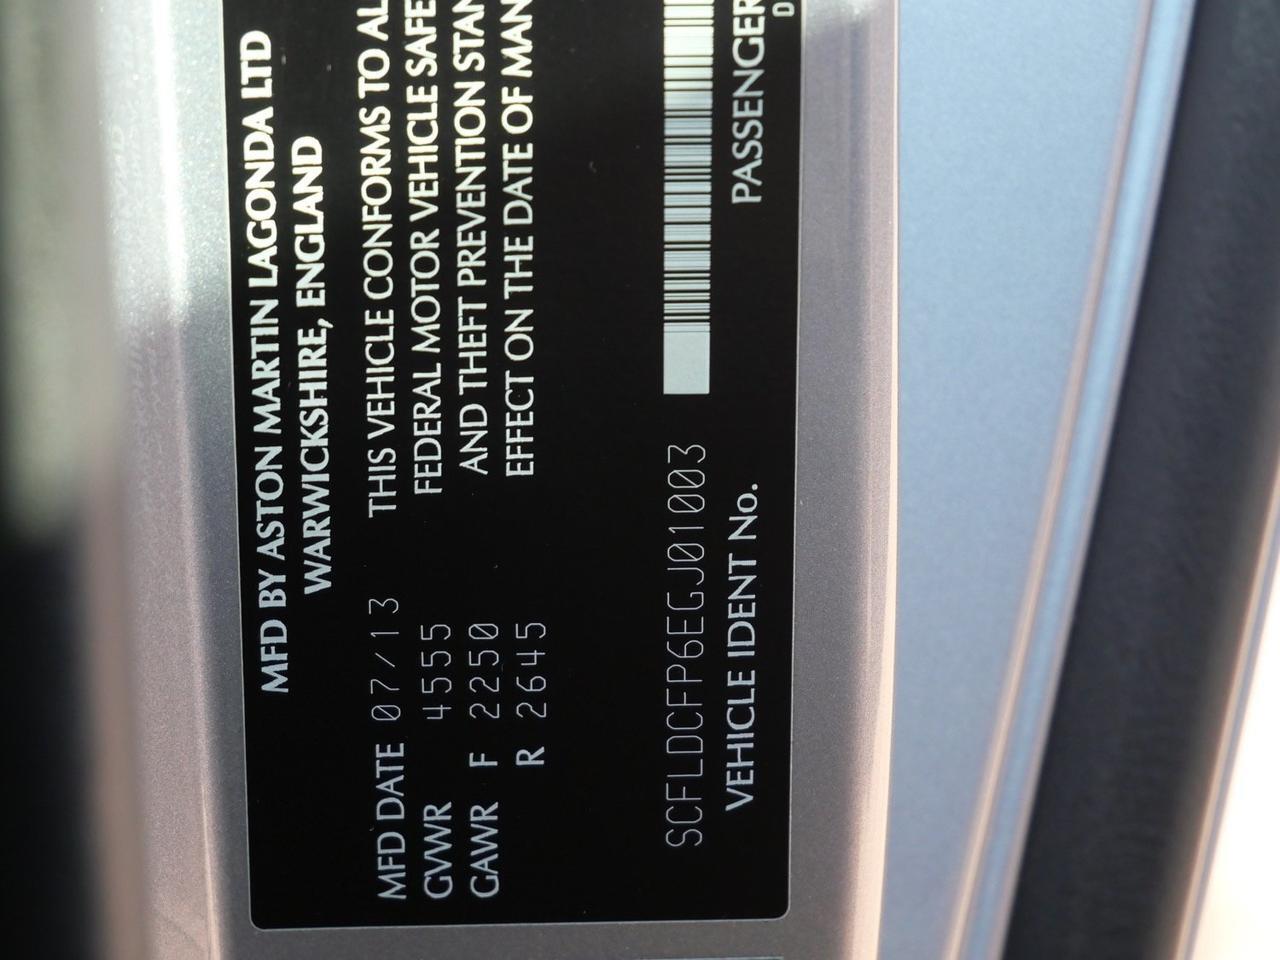 MFD BY ASTON MARTIN LAGONDA LTD
WARWICKSHIRE, ENGLAND
MFD DATE 07/13 THIS VEHICLE CONFORMS TO AL
GVWR 4555 FEDERAL MOTOR VEHICLE SAFE
GAWR F 2250 AND THEFT PREVENTION STAN
R 2645 EFFECT ON THE DATE OF MAN
SCFLDCFP6EGJ01003
VEHICLE IDENT No. PASSENGER
D